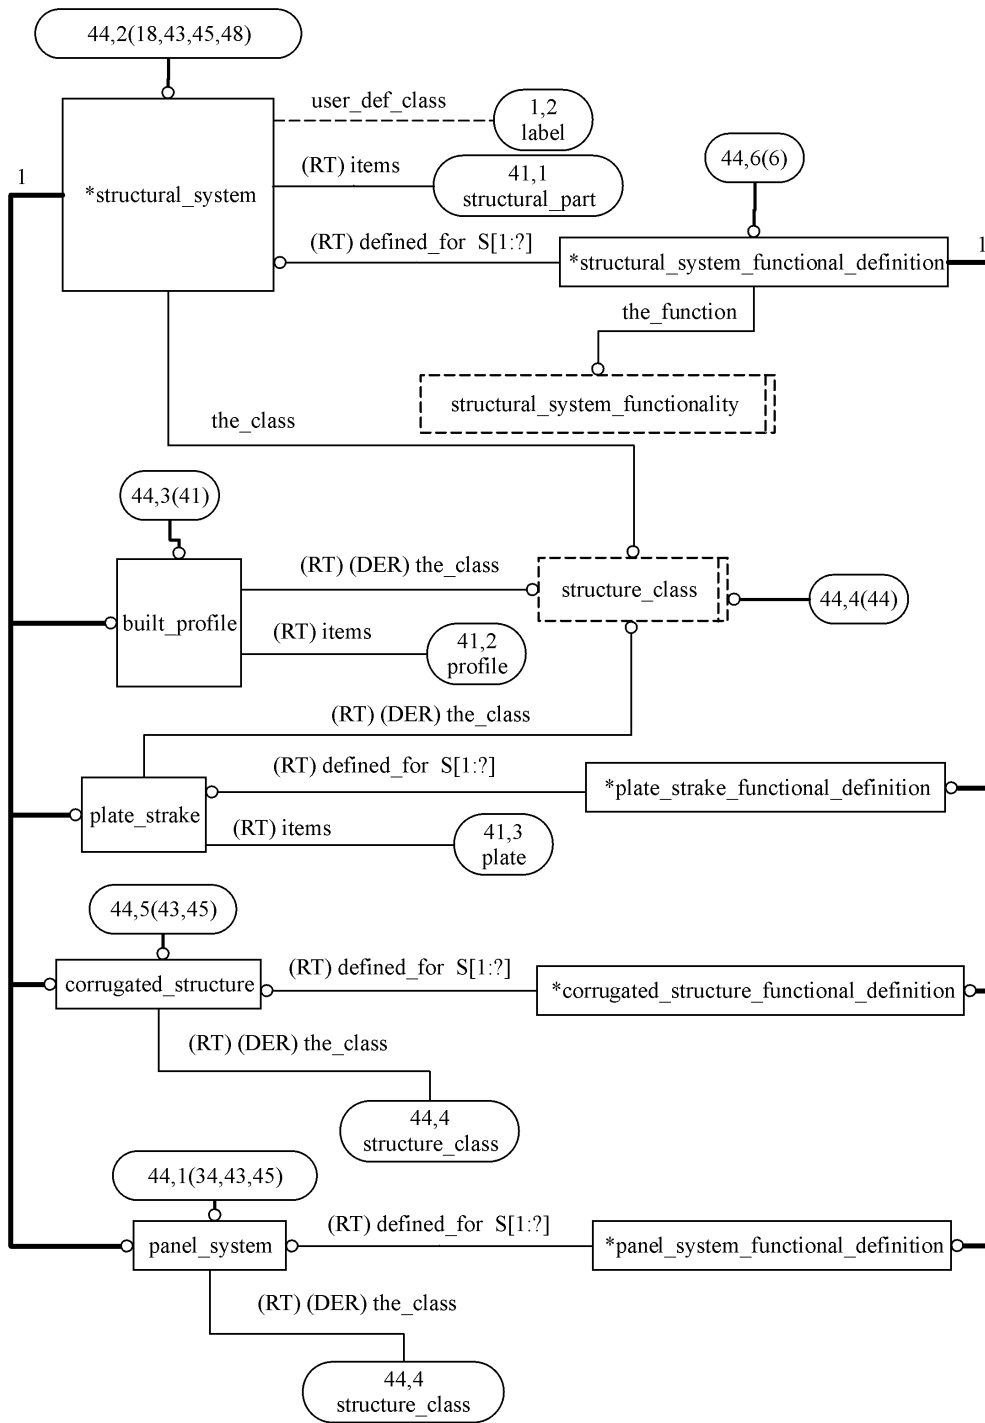 44,2(18,43,45,48)
user_def_class
1,2
label
(RT) items
41,1
structural_part
44,6(6)
1
*structural_system
(RT) defined_for S[1:?]
*structural_system_functional_definition
1
the_function
structural_system_functionality
the_class
44,3(41)
(RT) (DER) the_class
structure_class
44,4(44)
built_profile
(RT) items
41,2
profile
(RT) (DER) the_class
(RT) defined_for S[1:?]
*plate_strake_functional_definition
plate_strake
(RT) items
41,3
plate
44,5(43,45)
(RT) defined_for S[1:?]
corrugated_structure
*corrugated_structure_functional_definition
(RT) (DER) the_class
44,4
structure_class
44,1(34,43,45)
(RT) defined_for S[1:?]
panel_system
*panel_system_functional_definition
(RT) (DER) the_class
44,4
structure_class